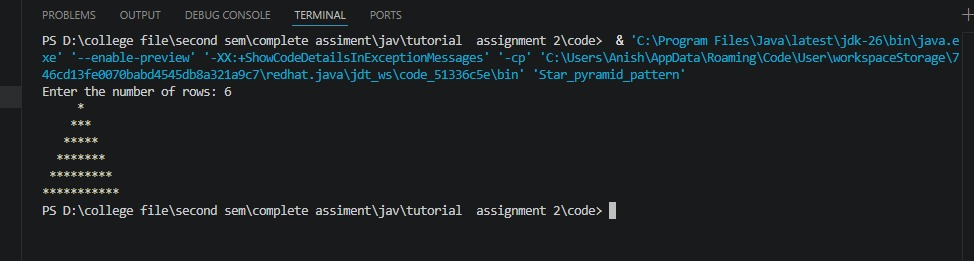 PROBLEMS OUTPUT DEBUG CONSOLE TERMINAL PORTS
PS D:\college file\second sem\complete assiment\jav\tutorial  assignment 2\code>  & 'C:\Program Files\Java\latest\jdk-26\bin\java.e
xe' '--enable-preview' '-XX:+ShowCodeDetailsInExceptionMessages' '-cp' 'C:\Users\Anish\AppData\Roaming\Code\User\workspaceStorage\7
46cd13fe0070babd4545db8a321a9c7\redhat.java\jdt_ws\code_51336c5e\bin' 'Star_pyramid_pattern'
Enter the number of rows: 6
     *
    ***
   *****
  *******
 *********
***********
PS D:\college file\second sem\complete assiment\jav\tutorial  assignment 2\code>